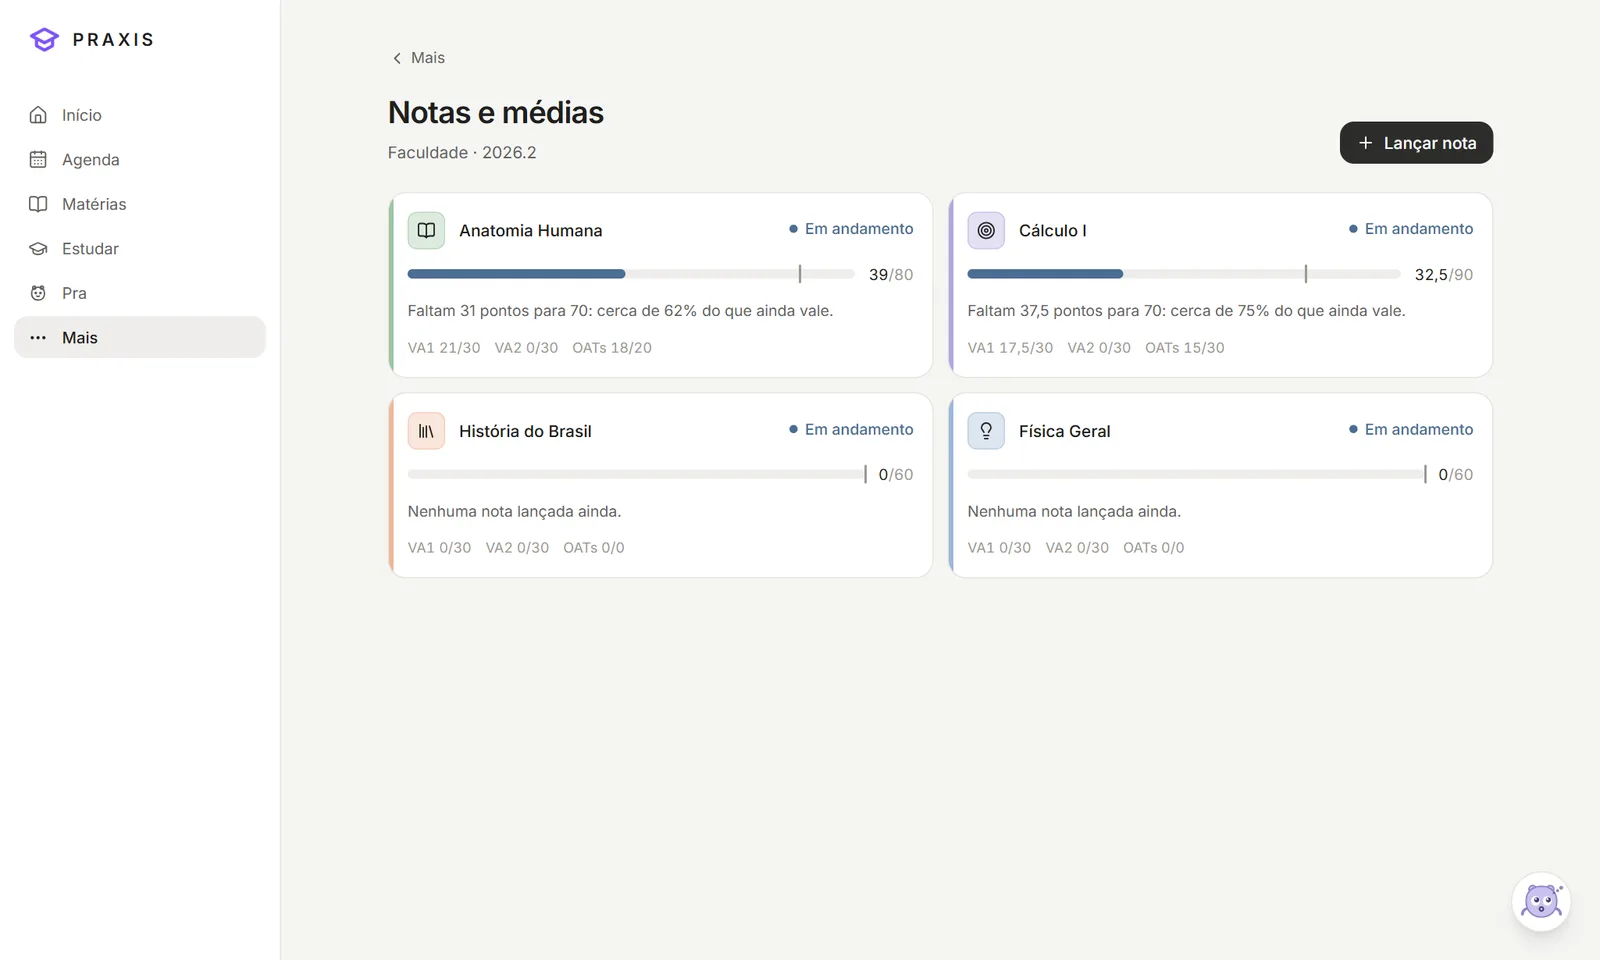 PRAXIS
Início
Agenda
Matérias
Estudar
Pra
Mais
Mais
Notas e médias
Faculdade · 2026.2
Lançar nota
Anatomia Humana
Em andamento
39/80
Faltam 31 pontos para 70: cerca de 62% do que ainda vale.
VA1 21/30 VA2 0/30 OATs 18/20
Cálculo I
Em andamento
32,5/90
Faltam 37,5 pontos para 70: cerca de 75% do que ainda vale.
VA1 17,5/30 VA2 0/30 OATs 15/30
História do Brasil
Em andamento
0/60
Nenhuma nota lançada ainda.
VA1 0/30 VA2 0/30 OATs 0/0
Física Geral
Em andamento
0/60
Nenhuma nota lançada ainda.
VA1 0/30 VA2 0/30 OATs 0/0